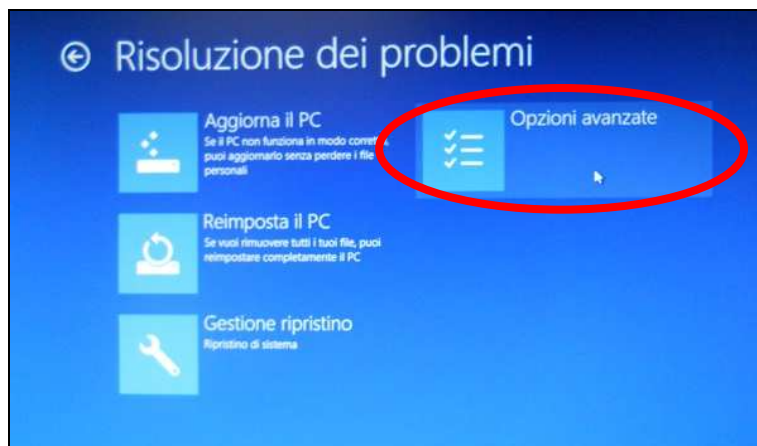 Risoluzione dei problemi
Aggiorna il PC
Se il PC non funziona in modo corretto,
puoi aggiornarlo senza perdere i file
personali
Opzioni avanzate
Reimposta il PC
Se vuoi rimuovere tutti i tuoi file, puoi
reimpostare completamente il PC
Gestione ripristino
Ripristino di sistema